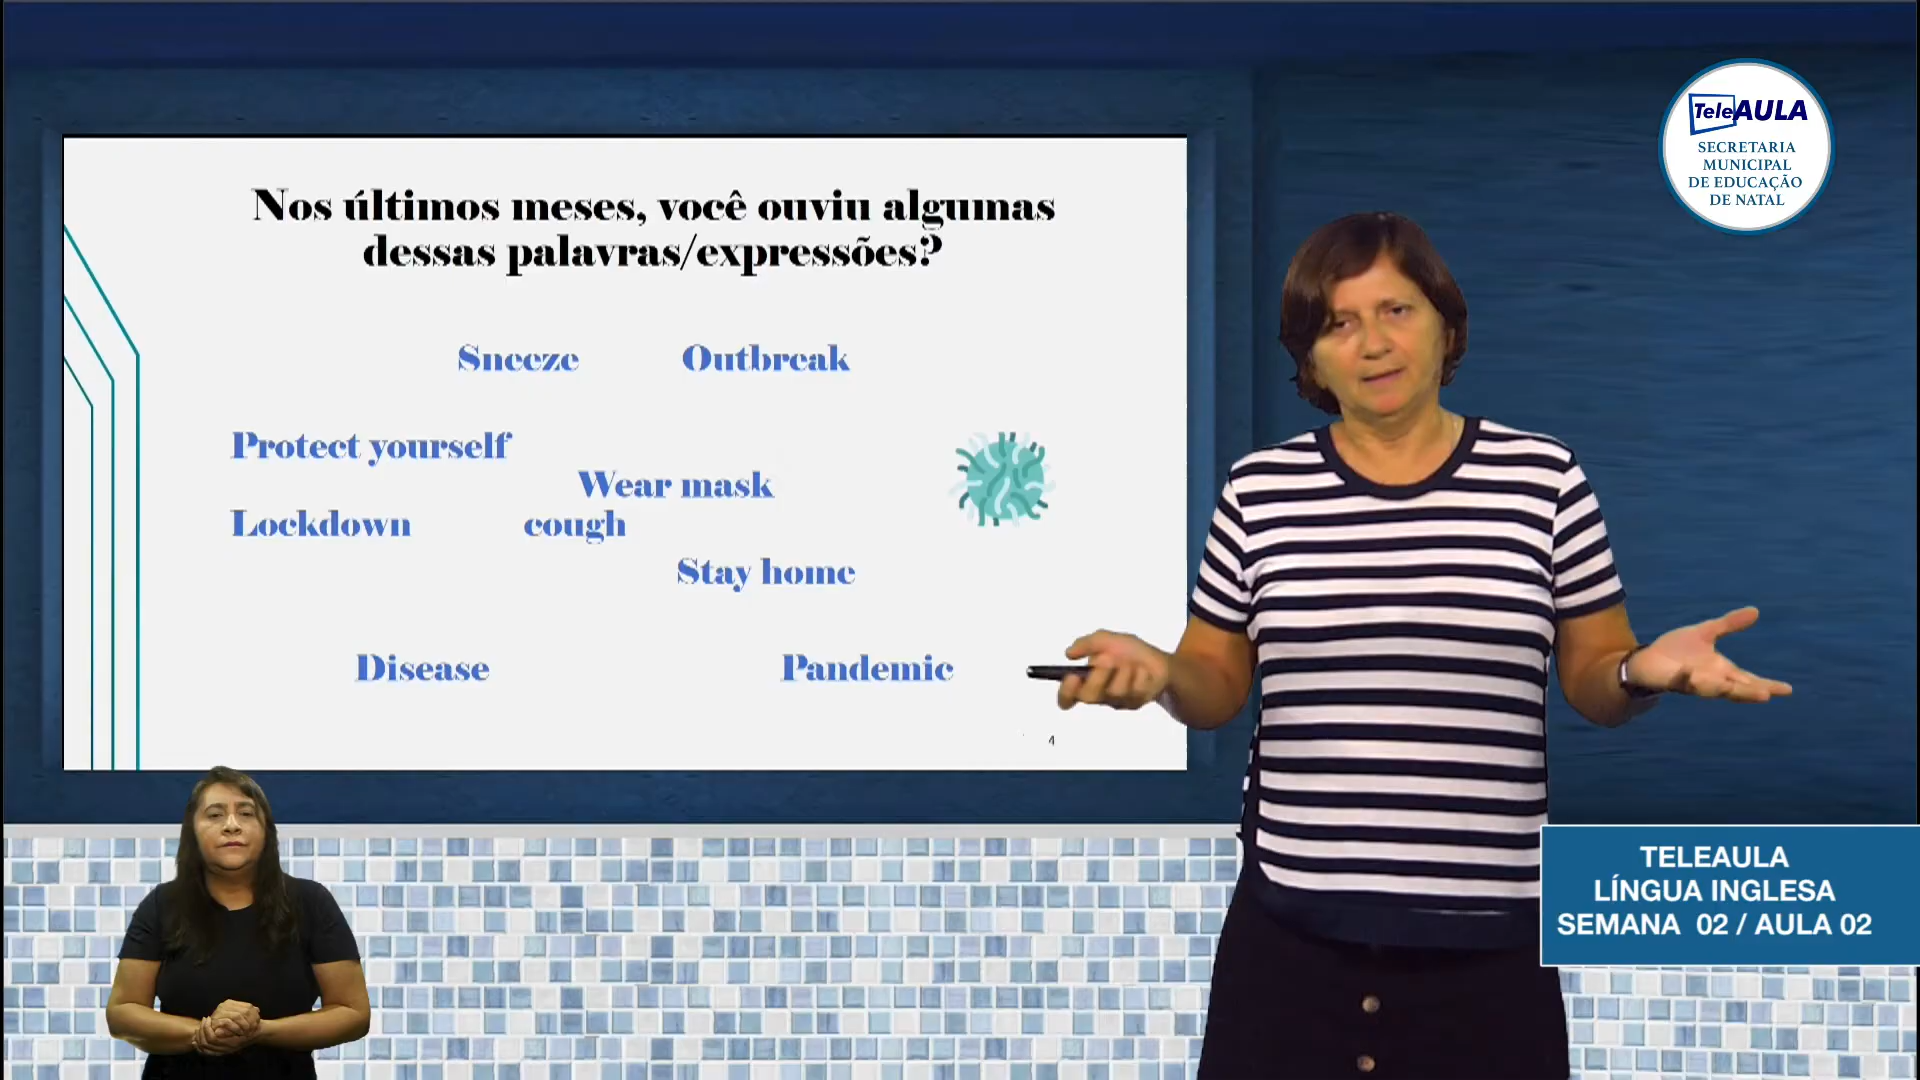 Nos últimos meses, você ouviu algumas
dessas palavras/expressões?
Sneeze Outbreak
Protect yourself
Wear mask
Lockdown cough
Stay home
Disease Pandemic
4
TeleAULA
SECRETARIA
MUNICIPAL
DE EDUCAÇÃO
DE NATAL
TELEAULA
LÍNGUA INGLESA
SEMANA 02 / AULA 02